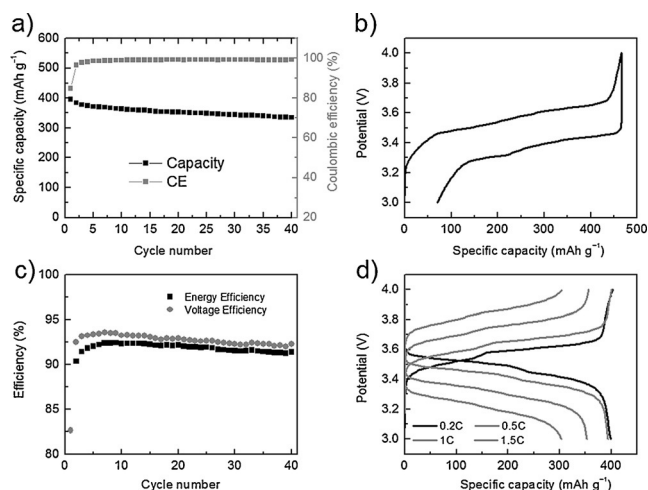 a)
600
500
400
300
200
100
0
Specific capacity (mAh g⁻¹)
Capacity
CE
100
80
60
40
20
Coulombic efficiency (%)
0 5 10 15 20 25 30 35 40
Cycle number
b)
4.0
3.8
3.6
3.4
3.2
3.0
Potential (V)
0 100 200 300 400 500
Specific capacity (mAh g⁻¹)
c)
100
95
90
85
80
Efficiency (%)
Energy Efficiency
Voltage Efficiency
0 10 20 30 40
Cycle number
d)
4.0
3.9
3.6
3.3
3.1
3.0
Potential (V)
0.2C 0.5C
1C 1.5C
0 100 200 300 400
Specific capacity (mAh g⁻¹)